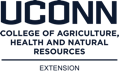 UCONN
COLLEGE OF AGRICULTURE,
HEALTH AND NATURAL
RESOURCES
EXTENSION